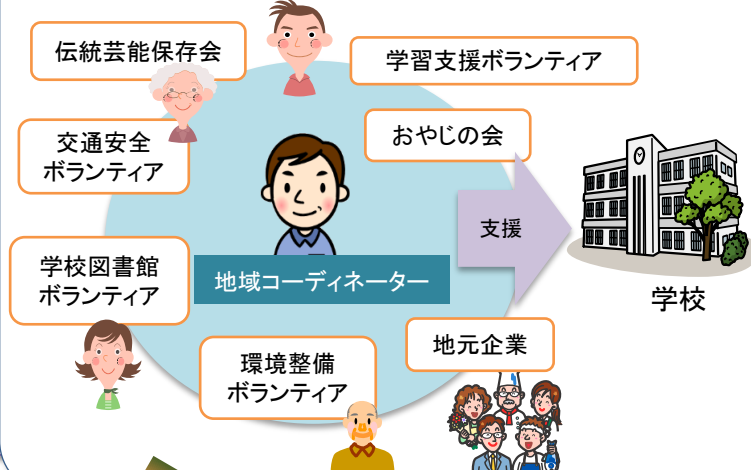 伝統芸能保存会
学習支援ボランティア
交通安全
ボランティア
おやじの会
支援
学校図書館
ボランティア
地域コーディネーター
学校
環境整備
ボランティア
地元企業